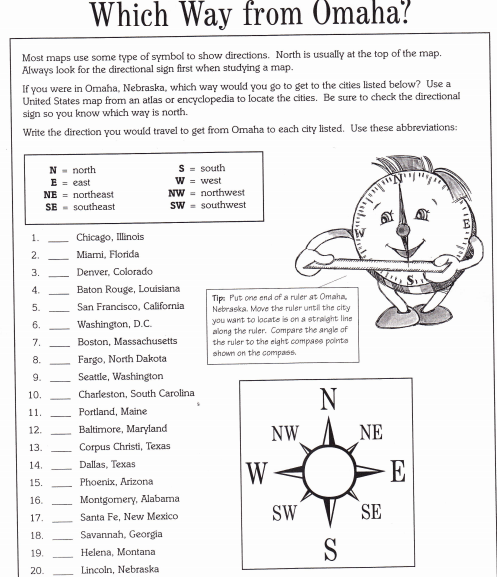 Which Way from Omaha?
Most maps use some type of symbol to show directions. North is usually at the top of the map.
Always look for the directional sign first when studying a map.
If you were in Omaha, Nebraska, which way would you go to get to the cities listed below? Use a
United States map from an atlas or encyclopedia to locate the cities. Be sure to check the directional
sign so you know which way is north.
Write the direction you would travel to get from Omaha to each city listed. Use these abbreviations:
N = north
E = east
NE = northeast
SE = southeast
S = south
W = west
NW = northwest
SW = southwest
N
E
S
W
1. ____ Chicago, Illinois
2. ____ Miami, Florida
3. ____ Denver, Colorado
4. ____ Baton Rouge, Louisiana
5. ____ San Francisco, California
6. ____ Washington, D.C.
7. ____ Boston, Massachusetts
8. ____ Fargo, North Dakota
9. ____ Seattle, Washington
10. ____ Charleston, South Carolina
11. ____ Portland, Maine
12. ____ Baltimore, Maryland
13. ____ Corpus Christi, Texas
14. ____ Dallas, Texas
15. ____ Phoenix, Arizona
16. ____ Montgomery, Alabama
17. ____ Santa Fe, New Mexico
18. ____ Savannah, Georgia
19. ____ Helena, Montana
20. ____ Lincoln, Nebraska
Tip: Put one end of a ruler at Omaha,
Nebraska. Move the ruler until the city
you want to locate is on a straight line
along the ruler. Compare the angle of
the ruler to the eight compass points
shown on the compass.
N
NW NE
W E
SW SE
S